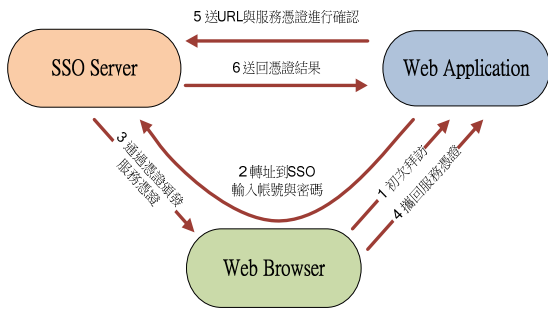 5 送URL與服務憑證進行確認
SSO Server
Web Application
6 送回憑證結果
3 通過憑證頒發
服務憑證
2 轉址到SSO
輸入帳號與密碼
1 初次拜訪
4 攜回服務憑證
Web Browser